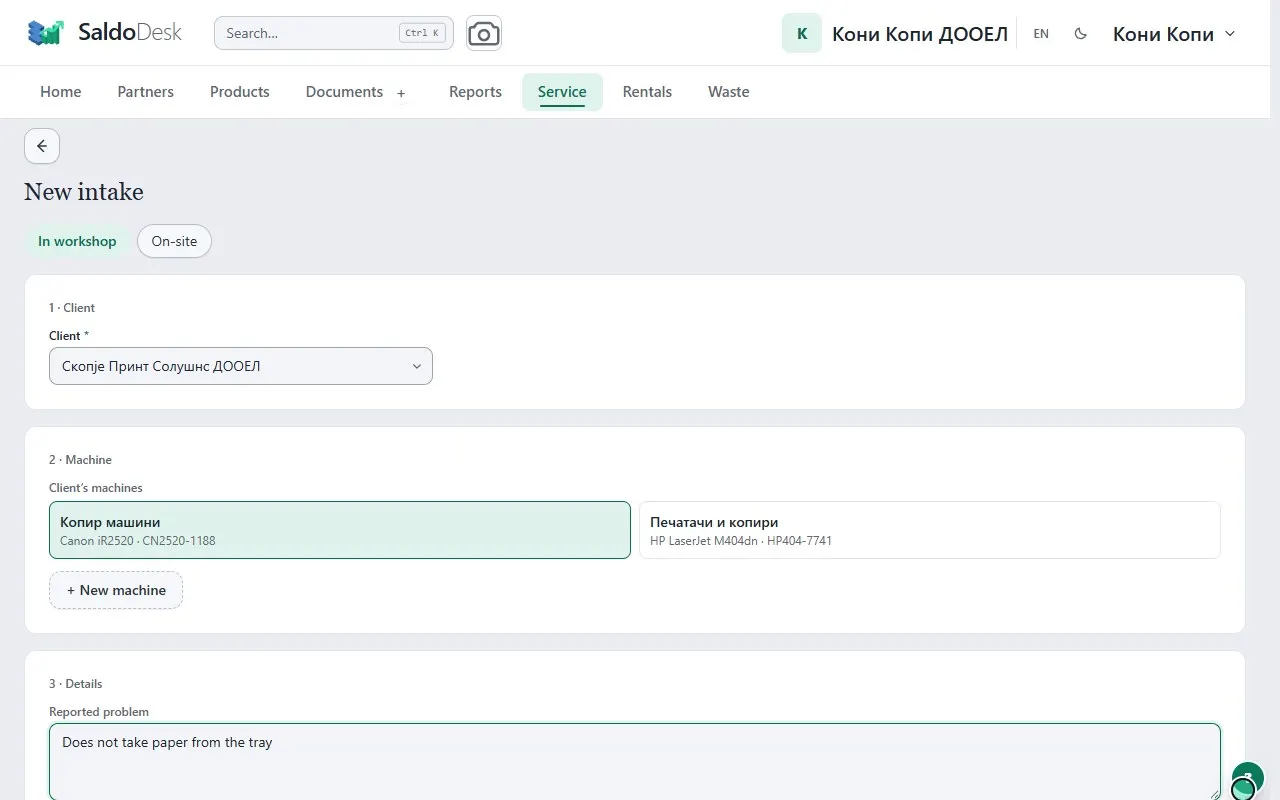 SaldoDesk
Search...
Ctrl K
K
Кони Копи ДООЕЛ
EN
Кони Копи
Home
Partners
Products
Documents +
Reports
Service
Rentals
Waste
New intake
In workshop
On-site
1 · Client
Client *
Скопје Принт Солушнс ДООЕЛ
2 · Machine
Client's machines
Копир машини
Canon iR2520 · CN2520-1188
Печатачи и копири
HP LaserJet M404dn · HP404-7741
+ New machine
3 · Details
Reported problem
Does not take paper from the tray